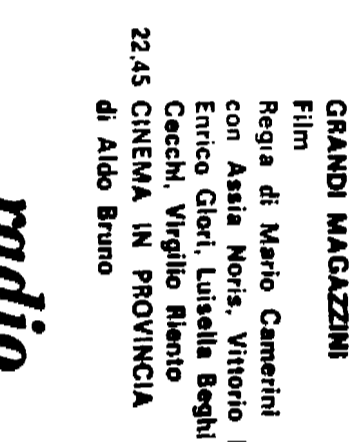 GRANDI MAGAZZINI
Film
Regia di Mario Camerini
con Assia Noris, Vittorio
Enrico Glori, Luisella Beghi
Cecchi, Virgilio Riento
22,45 CINEMA IN PROVINCIA
di Aldo Bruno
radio